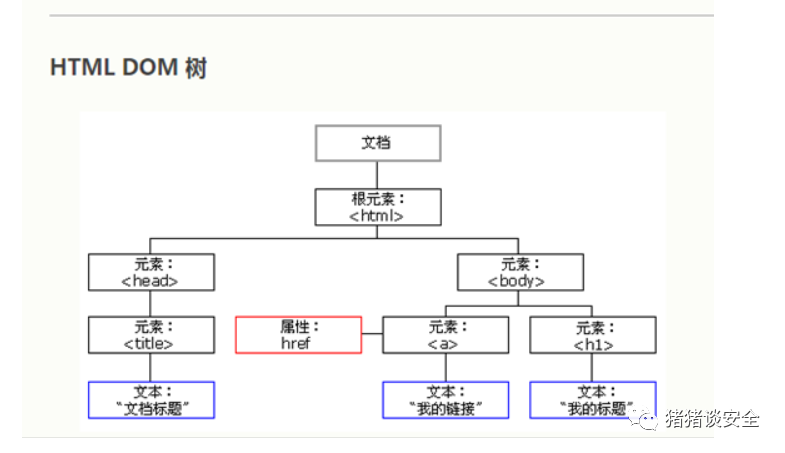 HTML DOM 树
文档
根元素：
<html>
元素：
<head>
元素：
<body>
元素：
<title>
属性：
href
元素：
<a>
元素：
<h1>
文本：
“文档标题”
文本：
“我的链接”
文本：
“我的标题”
猪猪谈安全